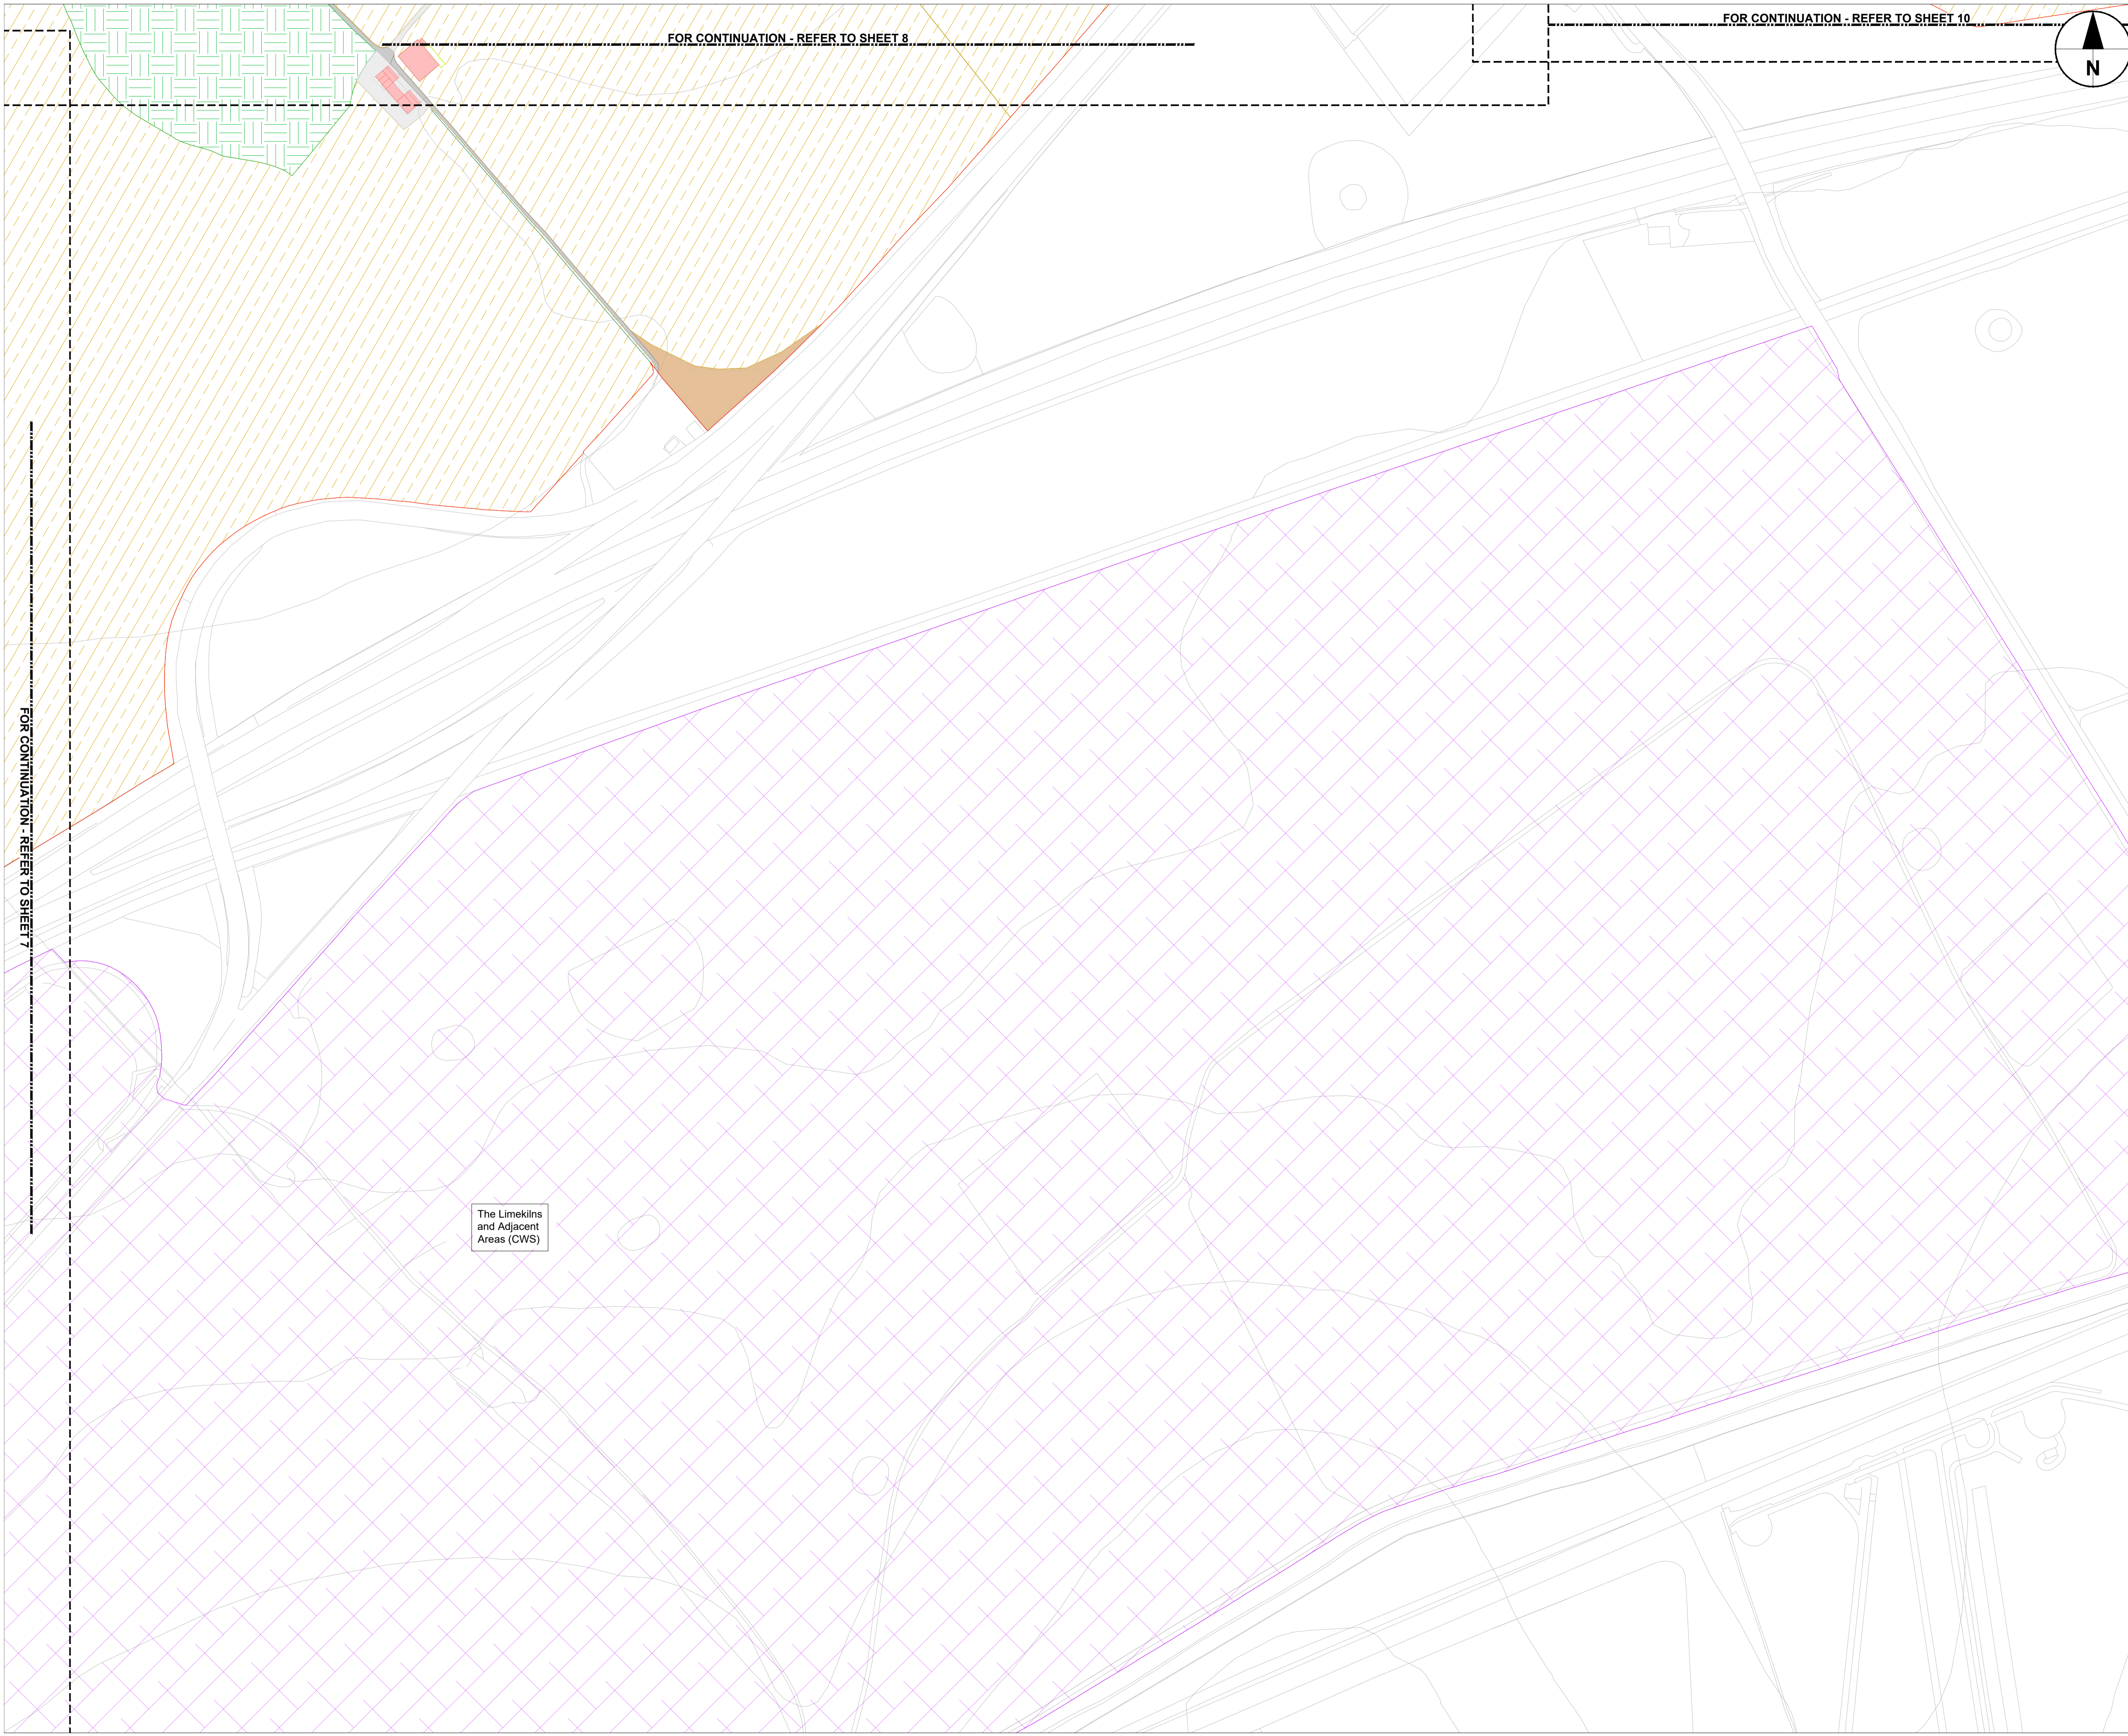 FOR CONTINUATION - REFER TO SHEET 10
FOR CONTINUATION - REFER TO SHEET 8
N
FOR CONTINUATION - REFER TO SHEET 7
The Limekilns
and Adjacent
Areas (CWS)